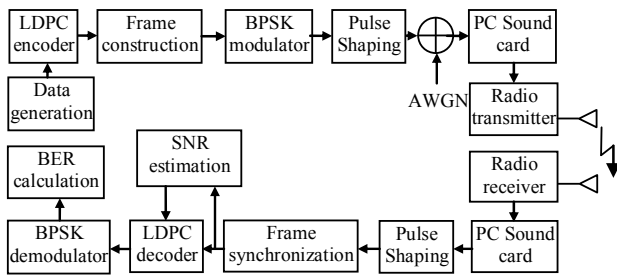 LDPC
encoder
Frame
construction
BPSK
modulator
Pulse
Shaping
PC Sound
card
Data
generation
AWGN
Radio
transmitter
BER
calculation
SNR
estimation
Radio
receiver
BPSK
demodulator
LDPC
decoder
Frame
synchronization
Pulse
Shaping
PC Sound
card